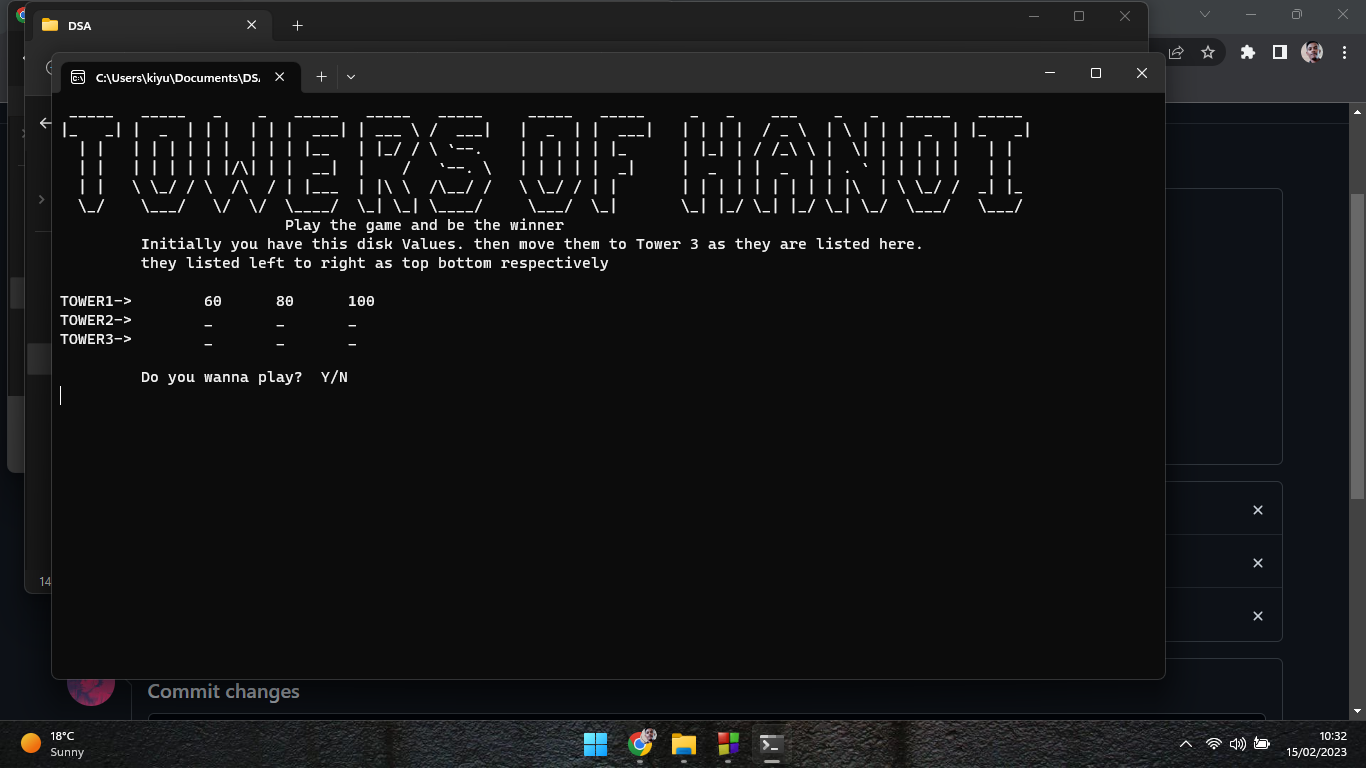 DSA
C:\Users\kiyu\Documents\DSA
TOWERS OF HANOI
Play the game and be the winner
Initially you have this disk Values. then move them to Tower 3 as they are listed here.
they listed left to right as top bottom respectively
TOWER1-> 60 80 100
TOWER2-> _ _ _
TOWER3-> _ _ _
Do you wanna play? Y/N
14
Commit changes
18°C
Sunny
10:32
15/02/2023